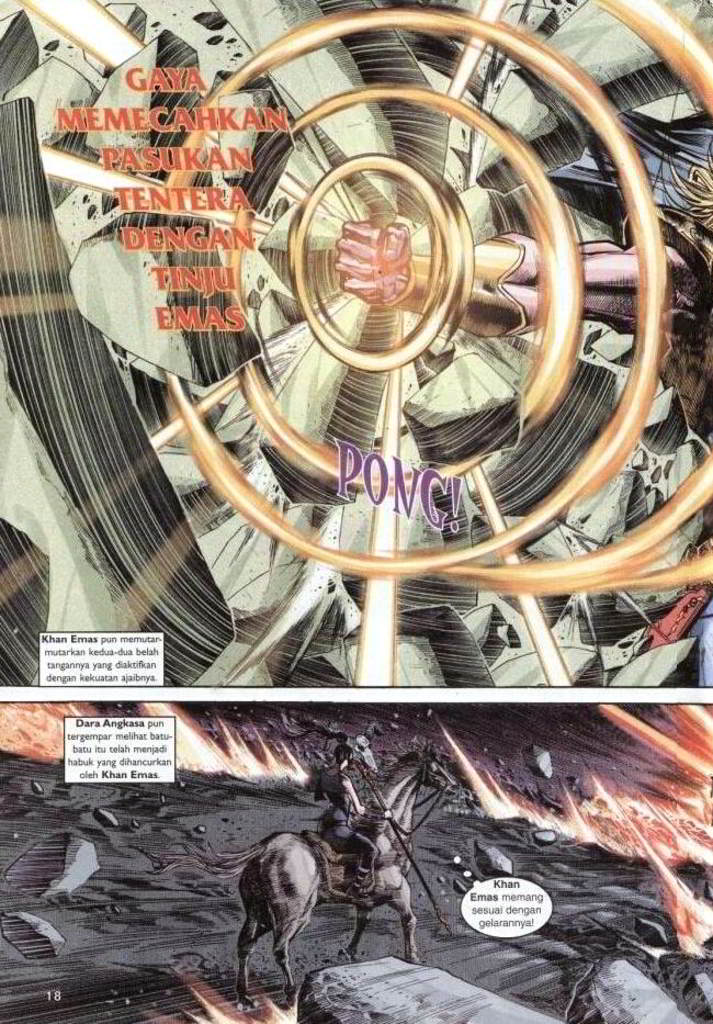 GAYA
MEMECAHKAN
PASUKAN
TENTERA
DENGAN
TINJU
EMAS
PONG!
Khan Emas pun memutar-
mutarkan kedua-dua belah
tangannya yang diaktifkan
dengan kekuatan ajaibnya.
Dara Angkasa pun
tergempar melihat batu-
batu itu telah menjadi
habuk yang dihancurkan
oleh Khan Emas.
Khan
Emas memang
sesuai dengan
gelarannya!
18